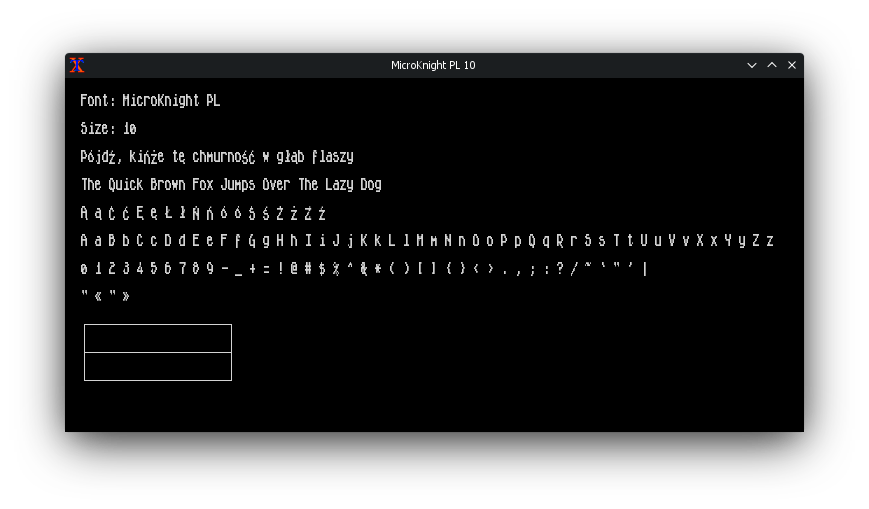 MicroKnight PL 10
Font: MicroKnight PL
Size: 10
Pójdź, kińże tę chmurność w głąb flaszy
The Quick Brown Fox Jumps Over The Lazy Dog
Ą ą Ć ć Ę ę Ł ł Ń ń ó ó Ś ś Ż ż Ź ź
A a B b C c D d E e F f G g H h I i J j K k L l M m N n O o P p Q q R r S s T t U u V v X x Y y Z z
0 1 2 3 4 5 6 7 8 9 - _ + = ! @ # $ % ^ & * ( ) [ ] { } < > . , ; : ? / ~ ` " ' |
" « " »